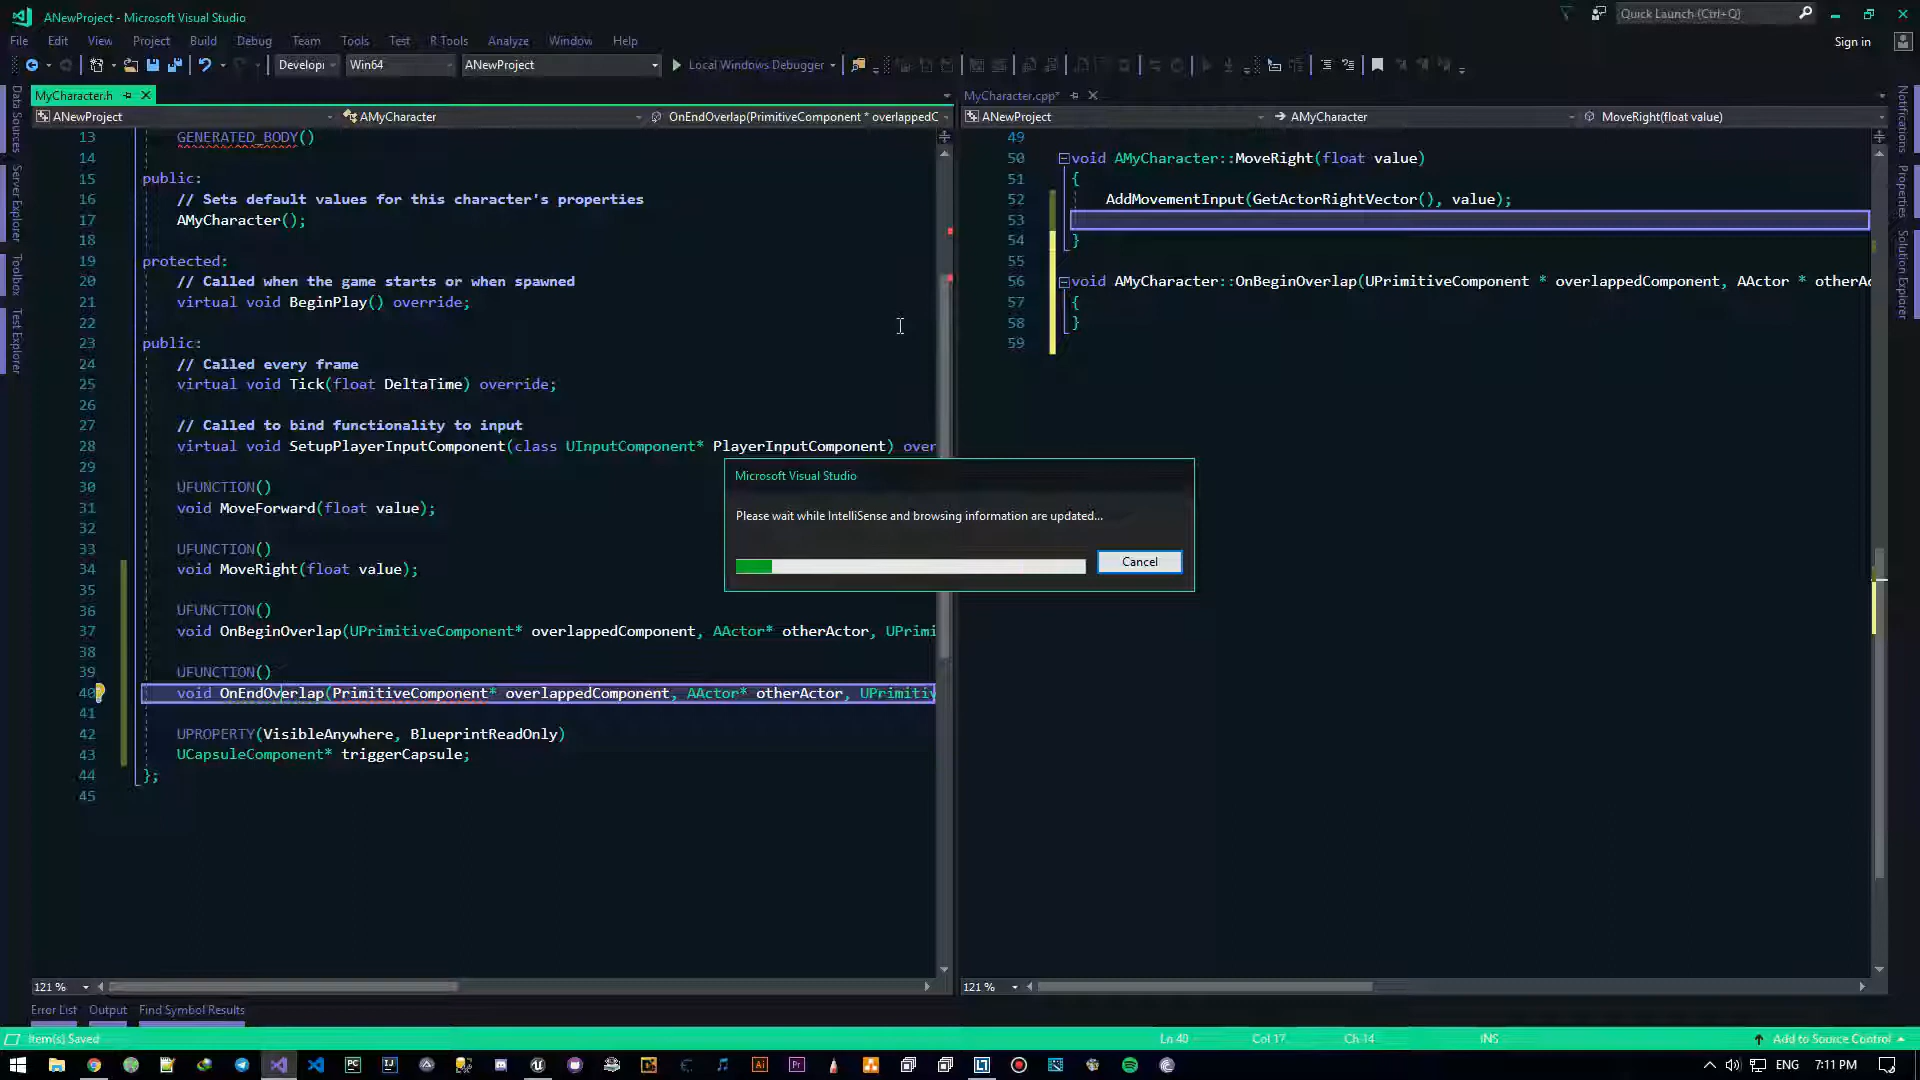 ANewProject - Microsoft Visual Studio
Quick Launch (Ctrl+Q)
File Edit View Project Build Debug Team Tools Test R Tools Analyze Window Help
Sign in
Develop Win64 ANewProject Local Windows Debugger
MyCharacter.h
MyCharacter.cpp*
ANewProject AMyCharacter OnEndOverlap(PrimitiveComponent * overlappedC
ANewProject AMyCharacter MoveRight(float value)
Data Sources
Server Explorer
Toolbox
Test Explorer
13 GENERATED_BODY()
14
15 public:
16 // Sets default values for this character's properties
17 AMyCharacter();
18
19 protected:
20 // Called when the game starts or when spawned
21 virtual void BeginPlay() override;
22
23 public:
24 // Called every frame
25 virtual void Tick(float DeltaTime) override;
26
27 // Called to bind functionality to input
28 virtual void SetupPlayerInputComponent(class UInputComponent* PlayerInputComponent) over
29
30 UFUNCTION()
31 void MoveForward(float value);
32
33 UFUNCTION()
34 void MoveRight(float value);
35
36 UFUNCTION()
37 void OnBeginOverlap(UPrimitiveComponent* overlappedComponent, AActor* otherActor, UPrimi
38
39 UFUNCTION()
40 void OnEndOverlap(PrimitiveComponent* overlappedComponent, AActor* otherActor, UPrimitiv
41
42 UPROPERTY(VisibleAnywhere, BlueprintReadOnly)
43 UCapsuleComponent* triggerCapsule;
44 };
45
49
50 void AMyCharacter::MoveRight(float value)
51 {
52 AddMovementInput(GetActorRightVector(), value);
53
54 }
55
56 void AMyCharacter::OnBeginOverlap(UPrimitiveComponent * overlappedComponent, AActor * otherAc
57 {
58 }
59
Notifications
Properties
Solution Explorer
Microsoft Visual Studio
Please wait while IntelliSense and browsing information are updated...
Cancel
121 %
121 %
Error List Output Find Symbol Results
Item(s) Saved
Ln 40 Col 17 Ch 14 INS
Add to Source Control
ENG 7:11 PM